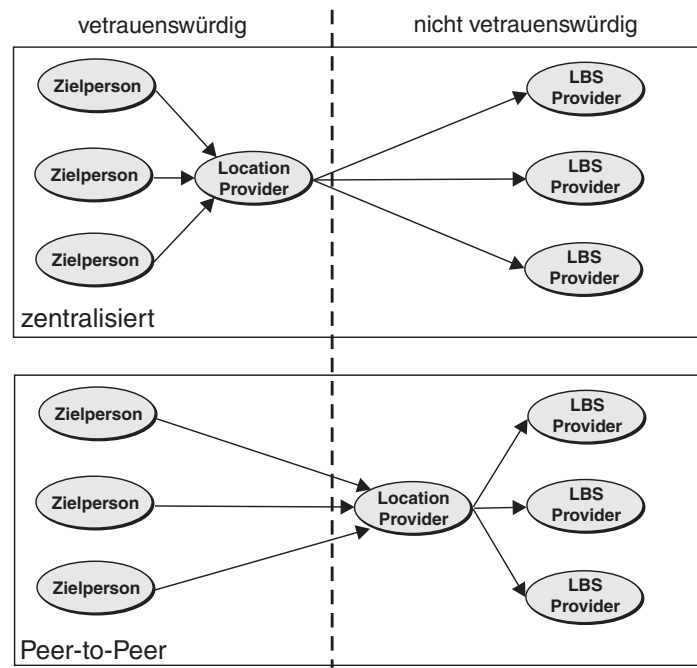 vetrauenswürdig
nicht vetrauenswürdig
Zielperson
Zielperson
Zielperson
Location
Provider
LBS
Provider
LBS
Provider
LBS
Provider
zentralisiert
Zielperson
Zielperson
Zielperson
Location
Provider
LBS
Provider
LBS
Provider
LBS
Provider
Peer-to-Peer